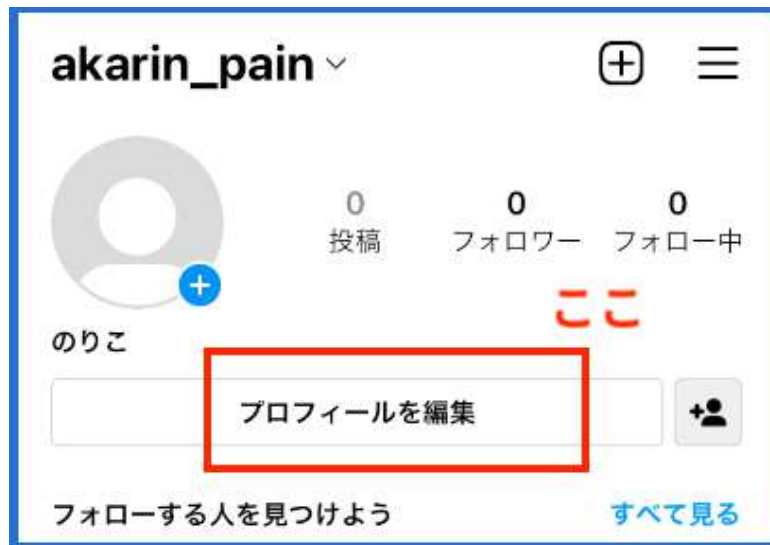 akarin_pain
0 0 0
投稿 フォロワー フォロー中
ここ
のりこ
プロフィールを編集
フォローする人を見つけよう すべて見る